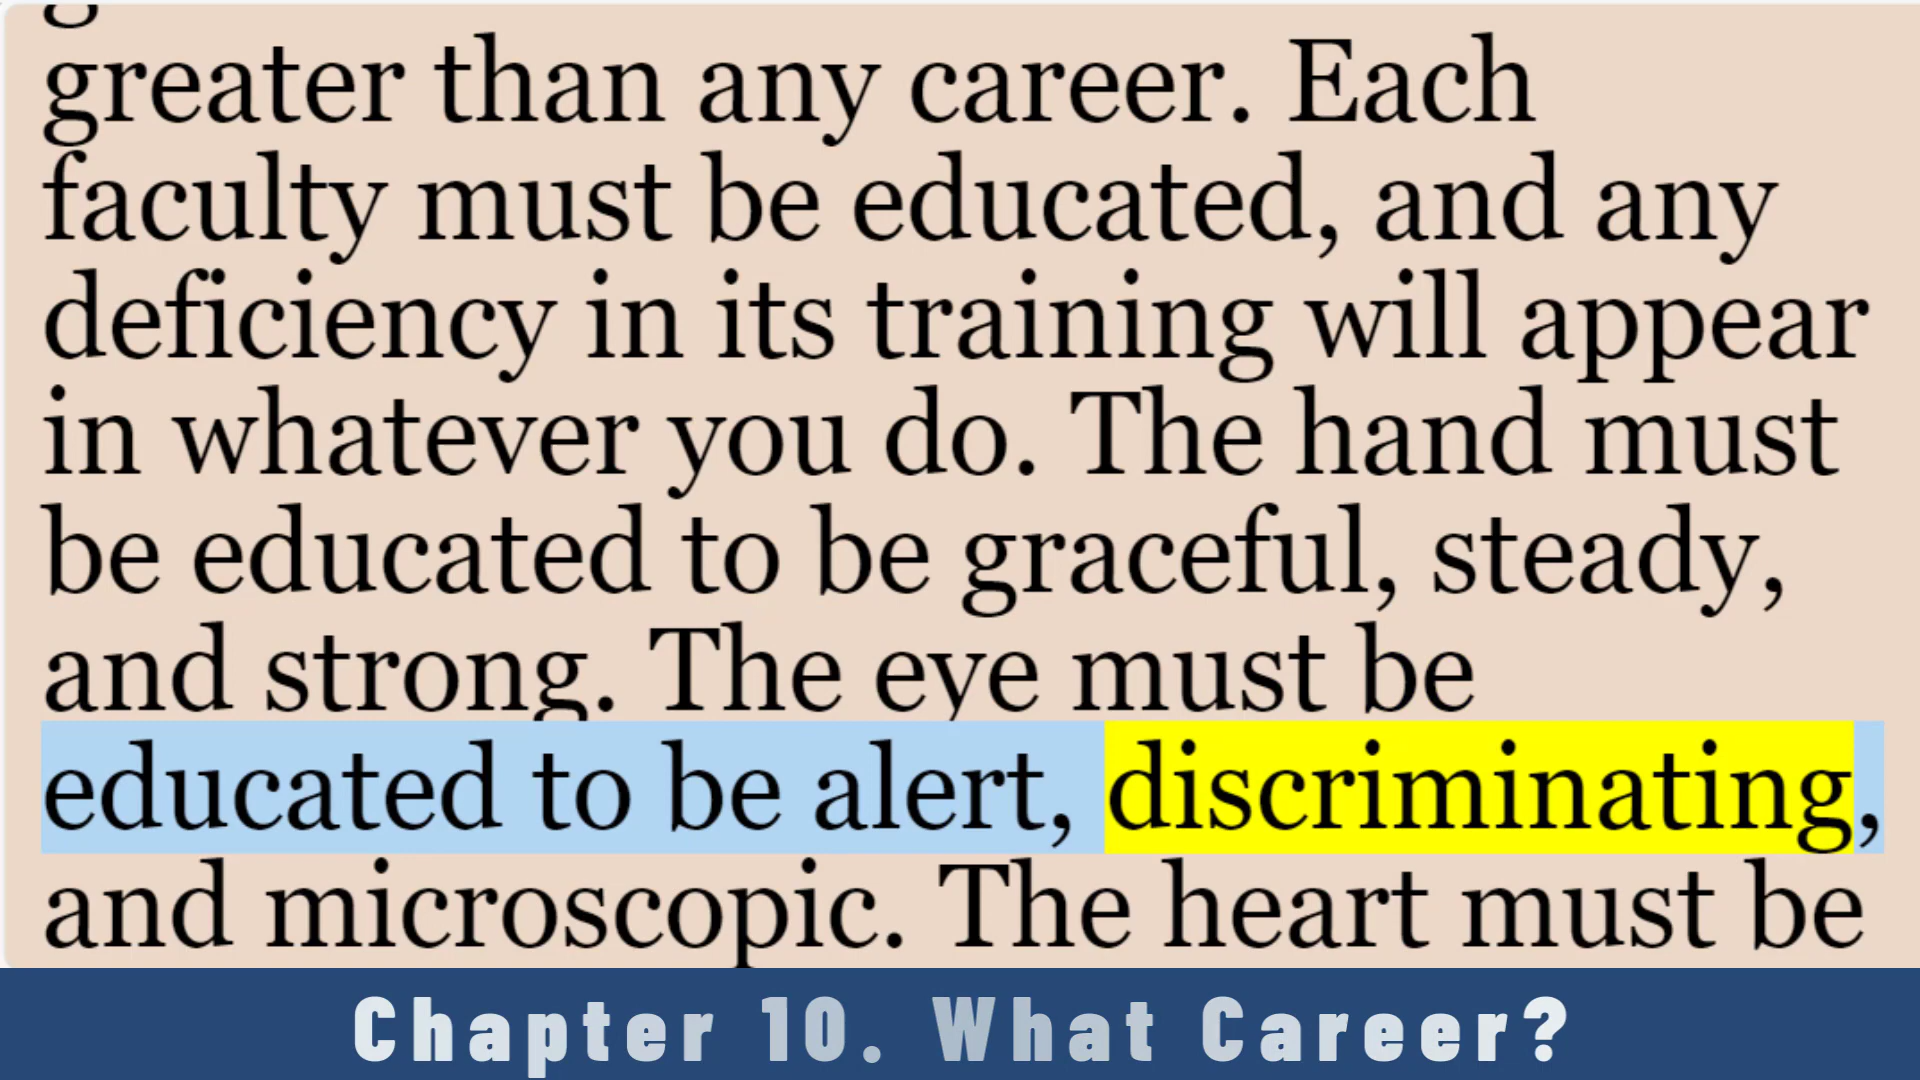 greater than any career. Each
faculty must be educated, and any
deficiency in its training will appear
in whatever you do. The hand must
be educated to be graceful, steady,
and strong. The eye must be
educated to be alert, discriminating,
and microscopic. The heart must be
Chapter 10. What Career?